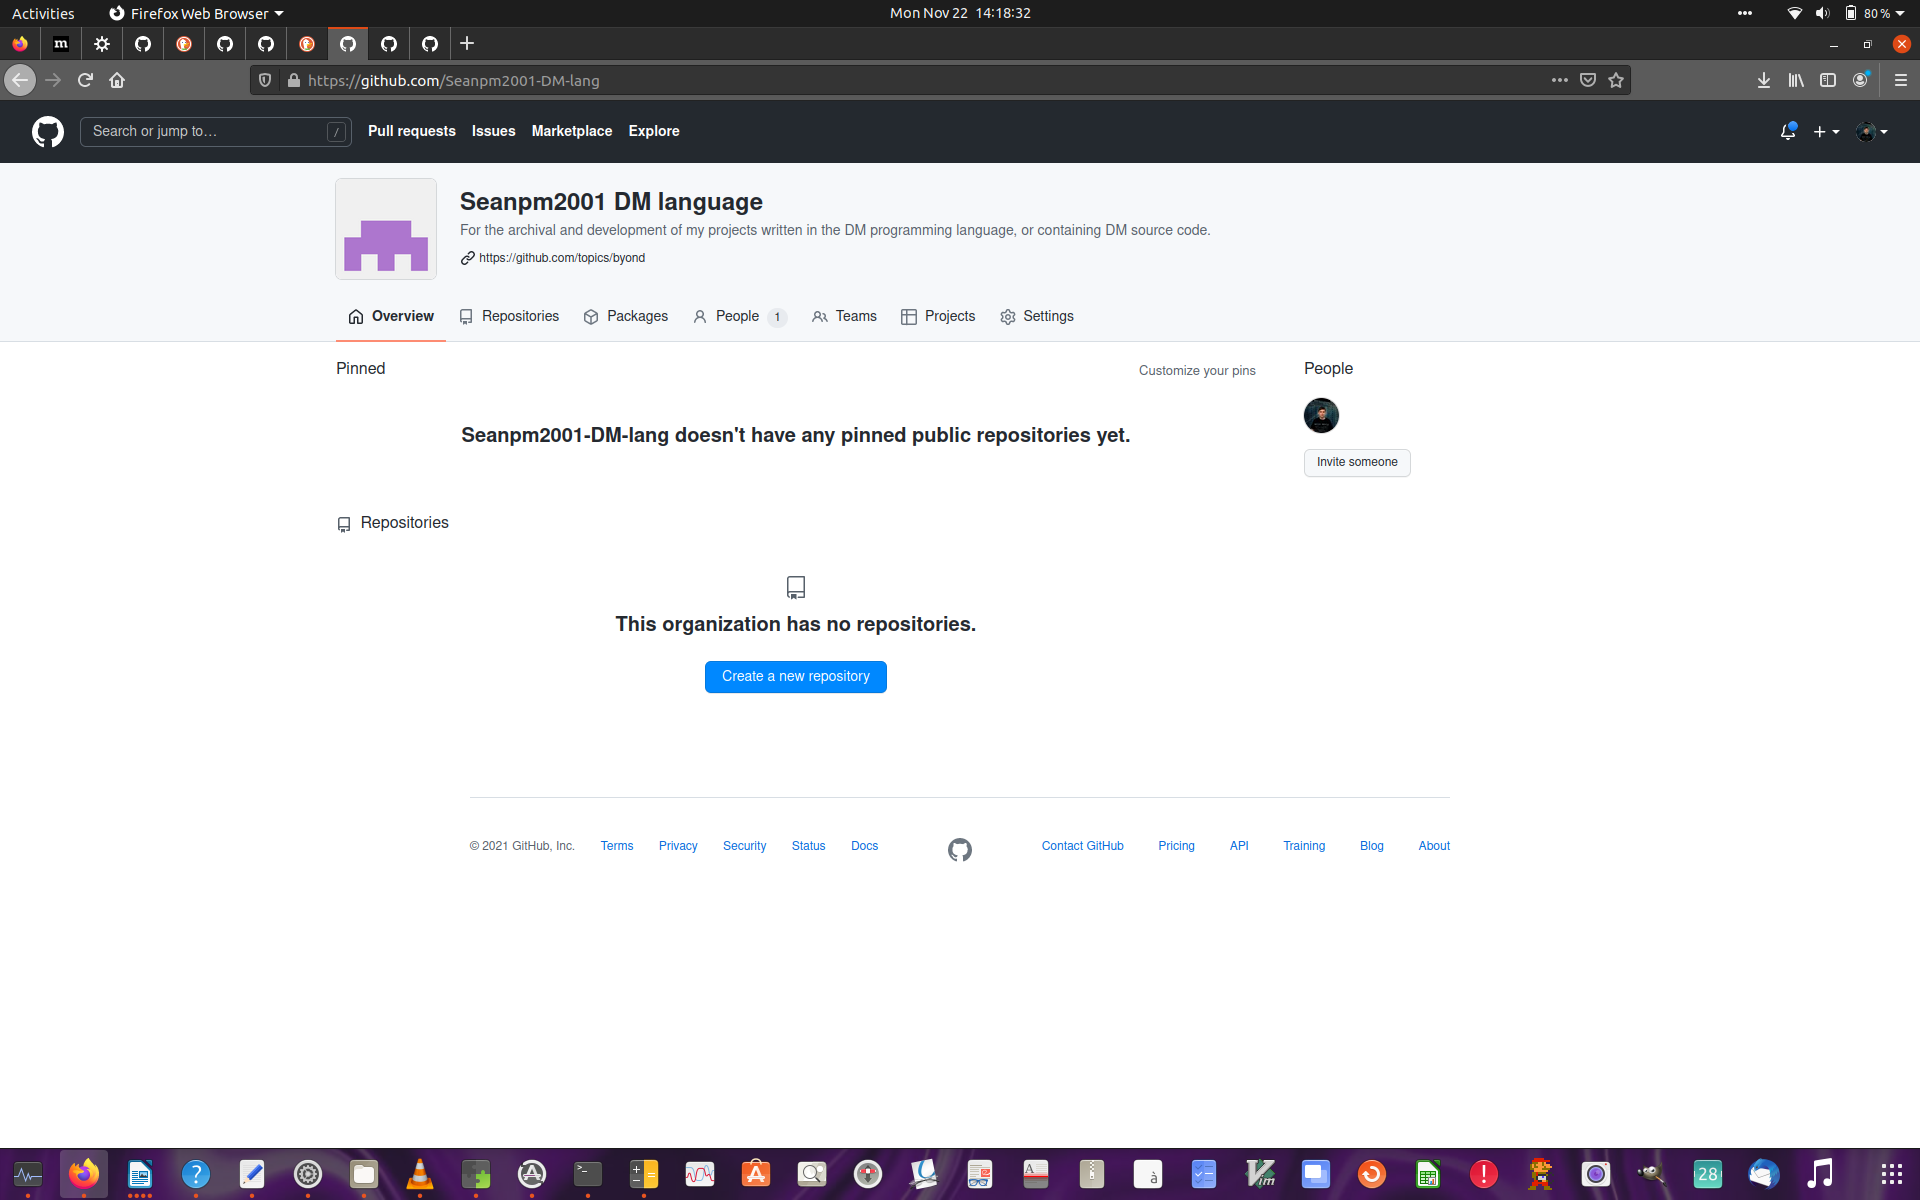 Activities Firefox Web Browser Mon Nov 22 14:18:32 80 %
m
https://github.com/Seanpm2001-DM-lang
Search or jump to… / Pull requests Issues Marketplace Explore
Seanpm2001 DM language
For the archival and development of my projects written in the DM programming language, or containing DM source code.
https://github.com/topics/byond
Overview Repositories Packages People 1 Teams Projects Settings
Pinned Customize your pins People
Seanpm2001-DM-lang doesn't have any pinned public repositories yet.
Invite someone
Repositories
This organization has no repositories.
Create a new repository
© 2021 GitHub, Inc. Terms Privacy Security Status Docs Contact GitHub Pricing API Training Blog About
? >_ A à Vim ! 28